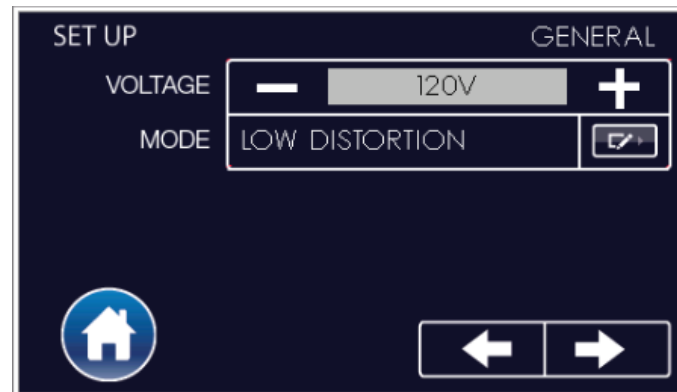 SET UP GENERAL
VOLTAGE 120V
MODE LOW DISTORTION